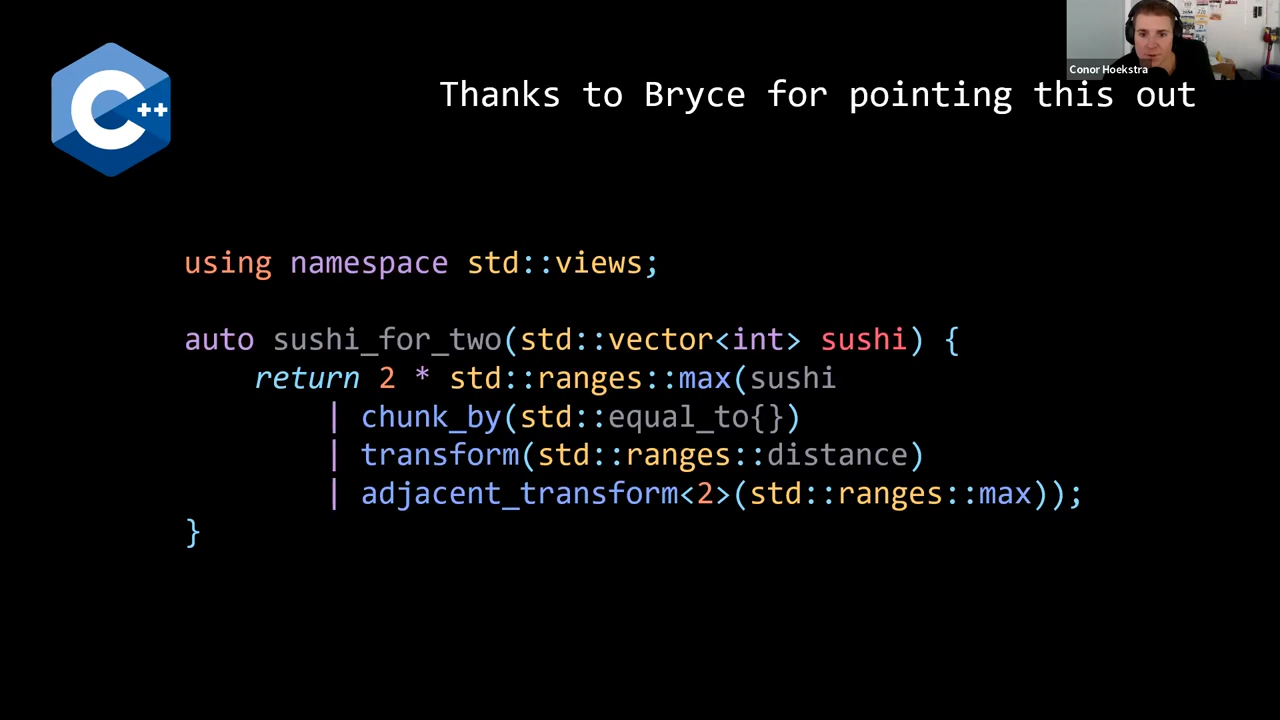 Conor Hoekstra
C++
Thanks to Bryce for pointing this out
using namespace std::views;
auto sushi_for_two(std::vector<int> sushi) {
    return 2 * std::ranges::max(sushi
        | chunk_by(std::equal_to{})
        | transform(std::ranges::distance)
        | adjacent_transform<2>(std::ranges::max));
}